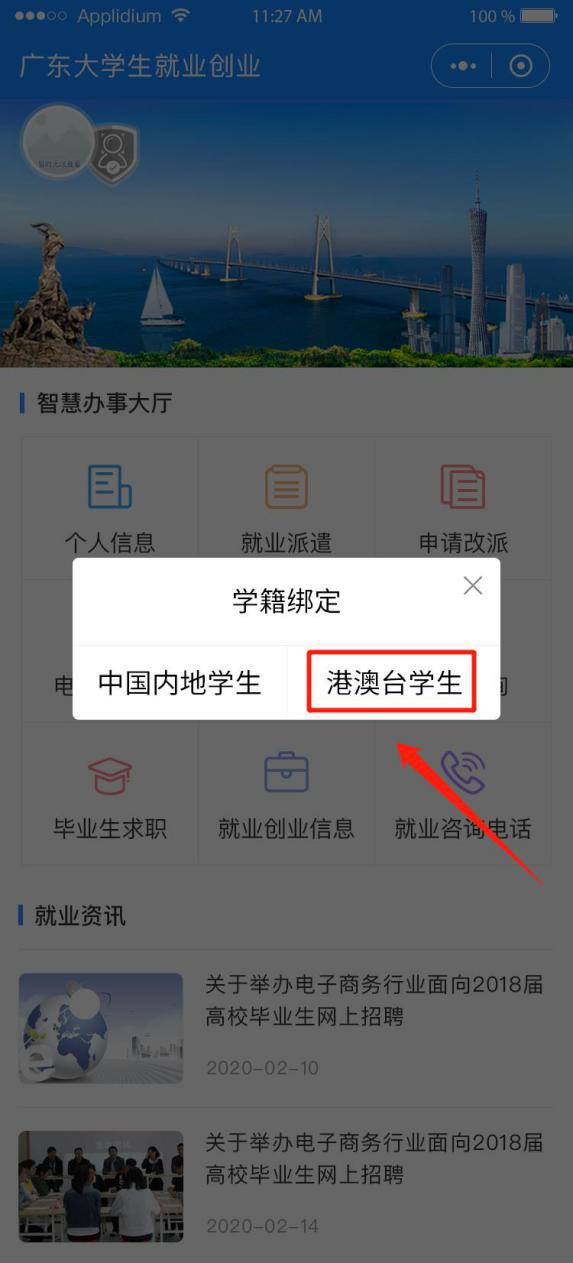 Applidium 11:27 AM 100 %
广东大学生就业创业
智慧办事大厅
个人信息 就业派遣 申请改派
学籍绑定
电
中国内地学生 港澳台学生
毕业生求职 就业创业信息 就业咨询电话
就业资讯
关于举办电子商务行业面向2018届
高校毕业生网上招聘
2020-02-10
关于举办电子商务行业面向2018届
高校毕业生网上招聘
2020-02-14